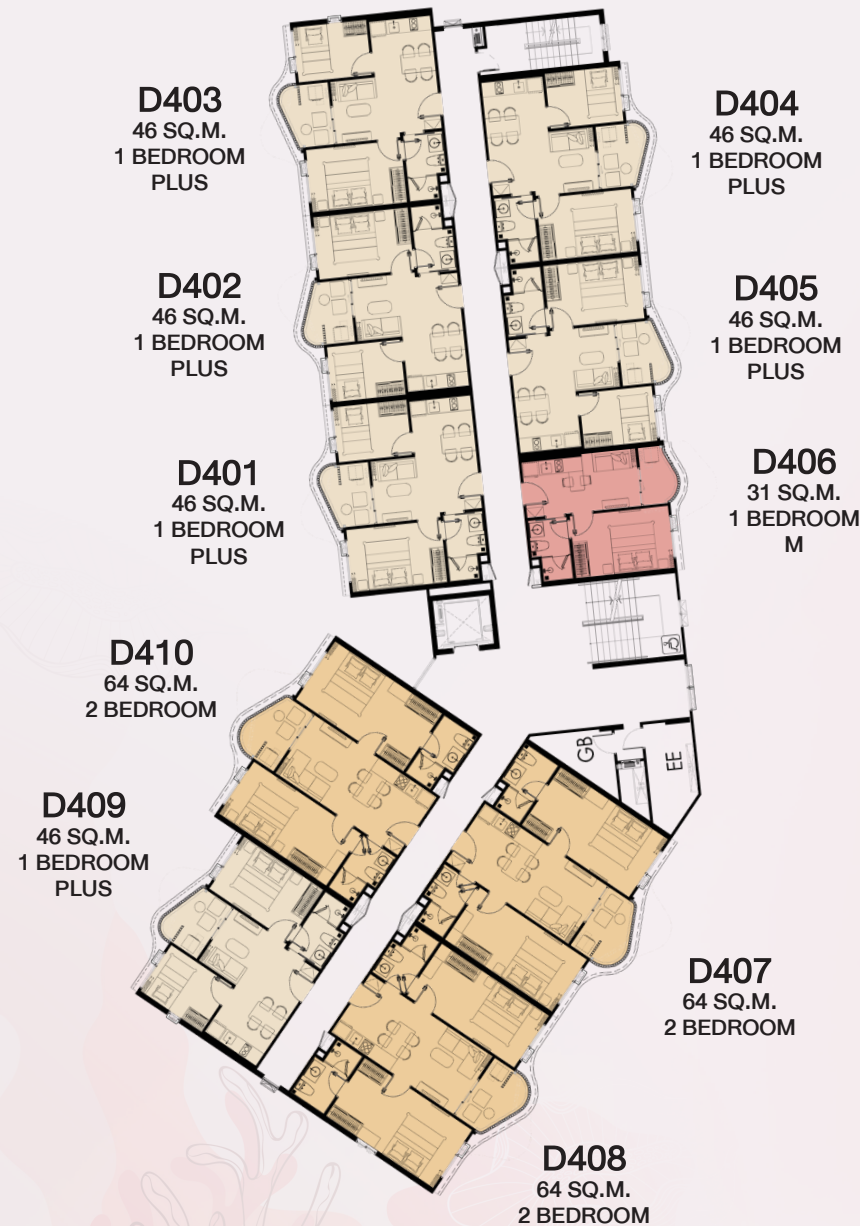 D403
46 SQ.M.
1 BEDROOM
PLUS
D404
46 SQ.M.
1 BEDROOM
PLUS
D402
46 SQ.M.
1 BEDROOM
PLUS
D405
46 SQ.M.
1 BEDROOM
PLUS
D401
46 SQ.M.
1 BEDROOM
PLUS
D406
31 SQ.M.
1 BEDROOM
M
D410
64 SQ.M.
2 BEDROOM
GB
EE
D409
46 SQ.M.
1 BEDROOM
PLUS
D407
64 SQ.M.
2 BEDROOM
D408
64 SQ.M.
2 BEDROOM